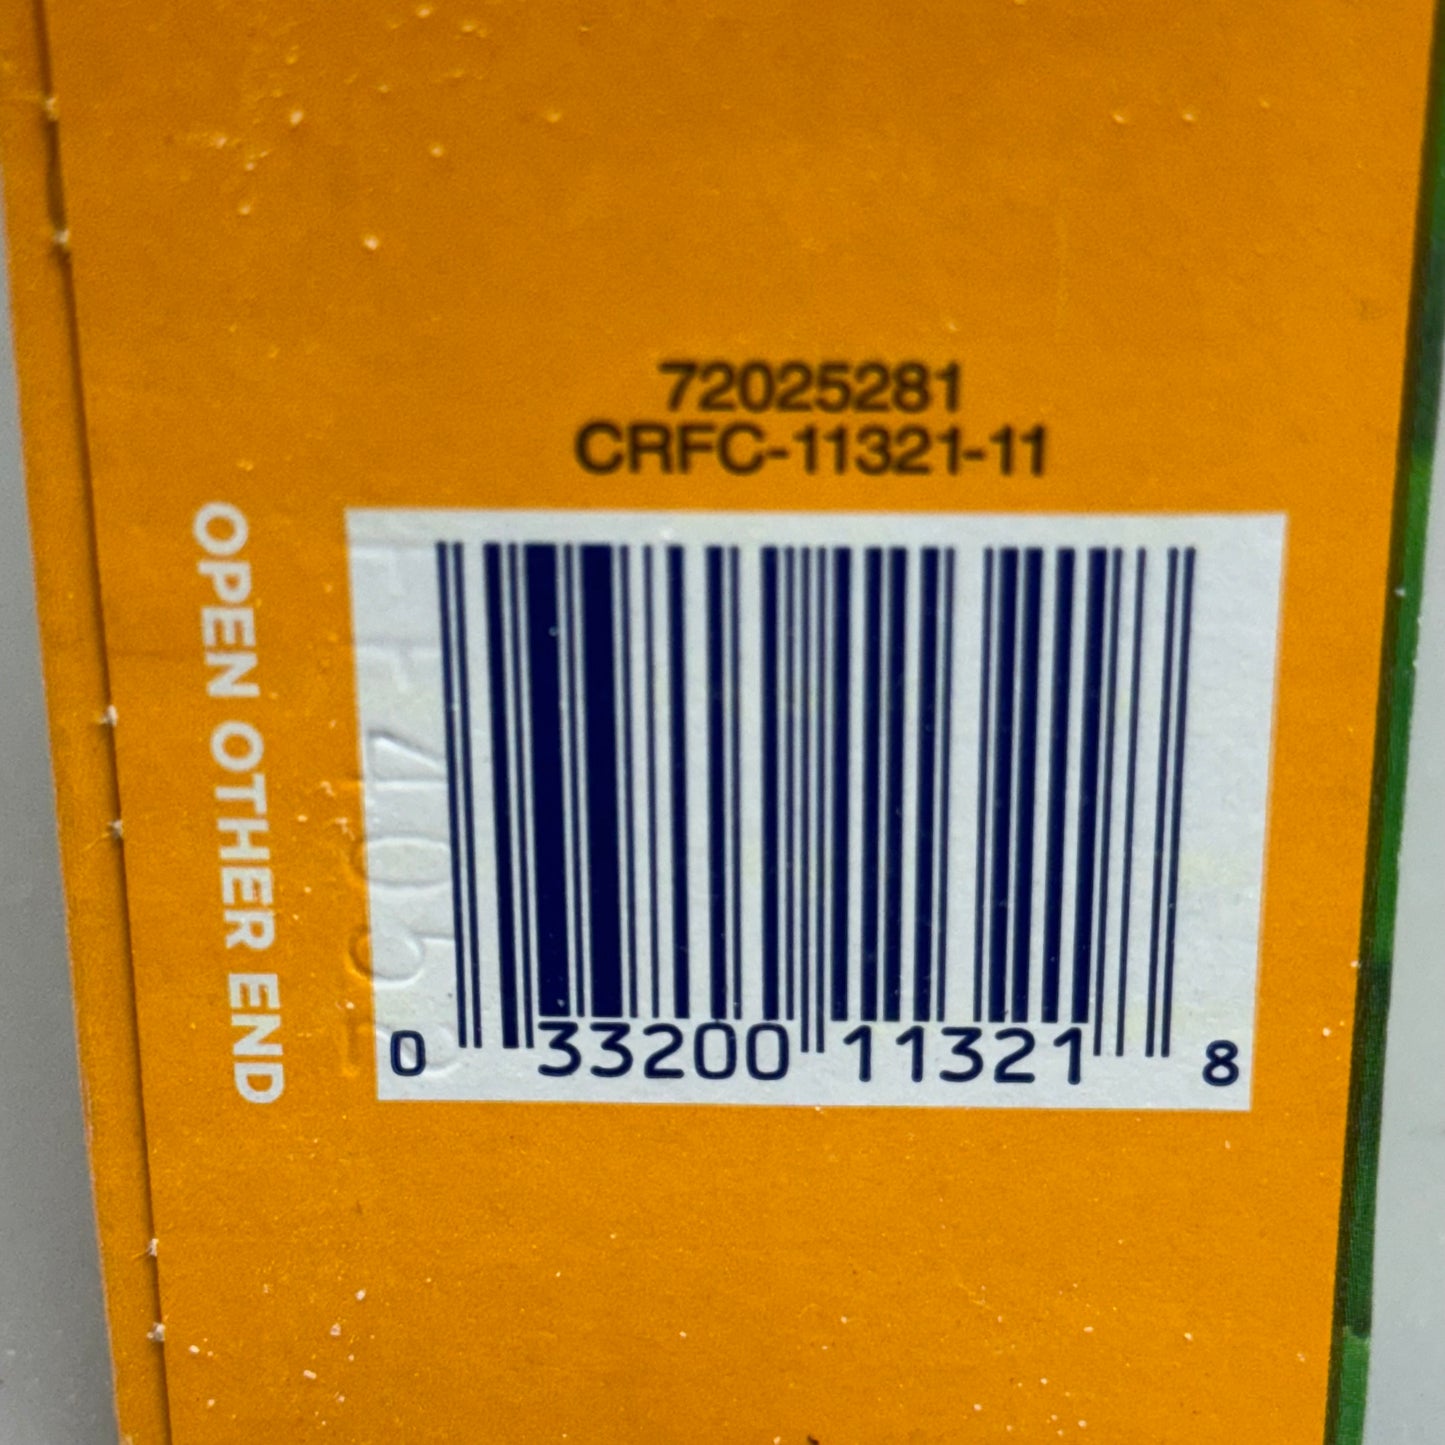 72025281
CRFC-11321-11
OPEN OTHER END
0 33200 11321 8